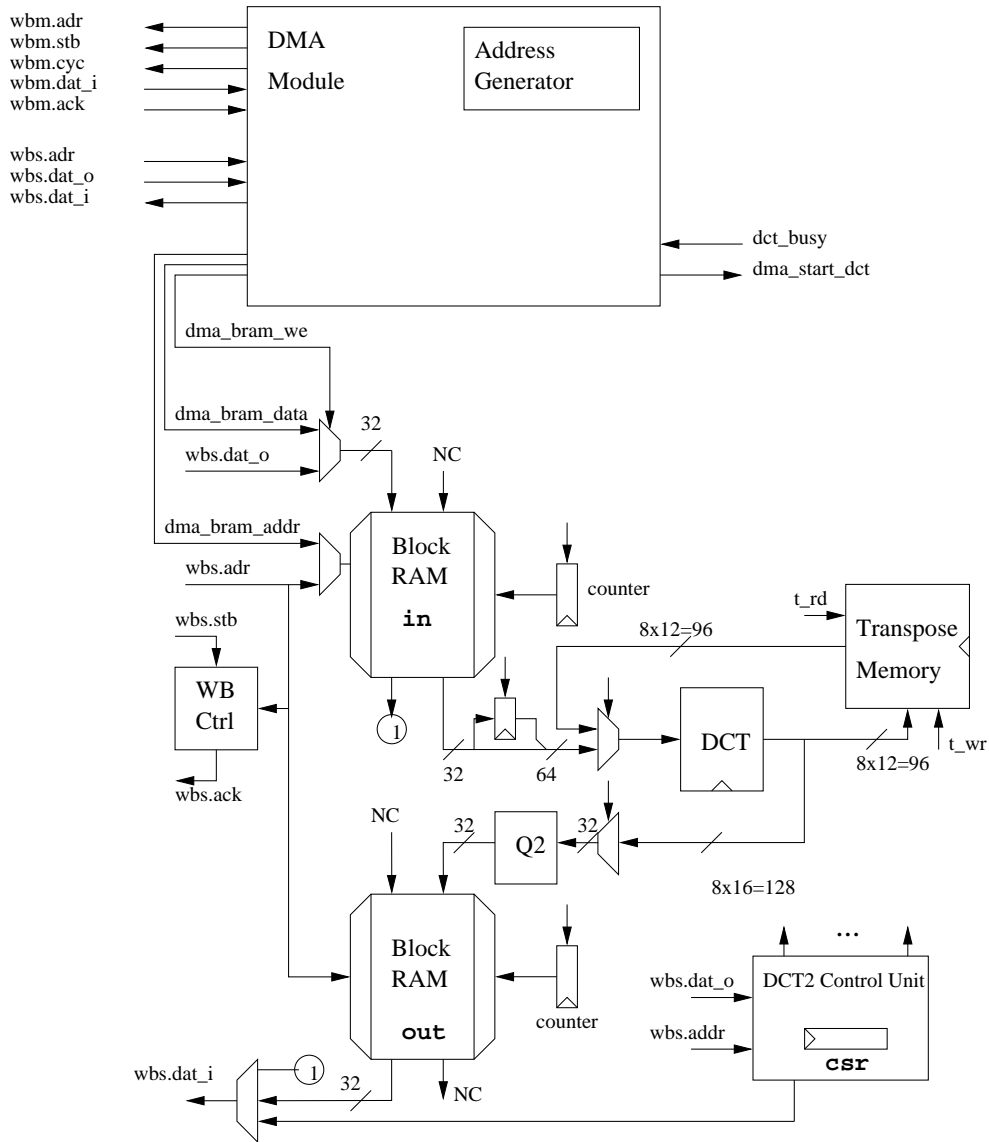 wbm.adr
wbm.stb
wbm.cyc
wbm.dat_i
wbm.ack
wbs.adr
wbs.dat_o
wbs.dat_i
DMA
Module
Address
Generator
dct_busy
dma_start_dct
dma_bram_we
dma_bram_data
32
wbs.dat_o
NC
dma_bram_addr
wbs.adr
Block
RAM
in
counter
wbs.stb
WB
Ctrl
wbs.ack
1
32
64
8x12=96
t_rd
Transpose
Memory
DCT
8x12=96
t_wr
NC
32
Q2
32
8x16=128
Block
RAM
out
counter
...
DCT2 Control Unit
wbs.dat_o
wbs.addr
csr
wbs.dat_i
1
32
NC